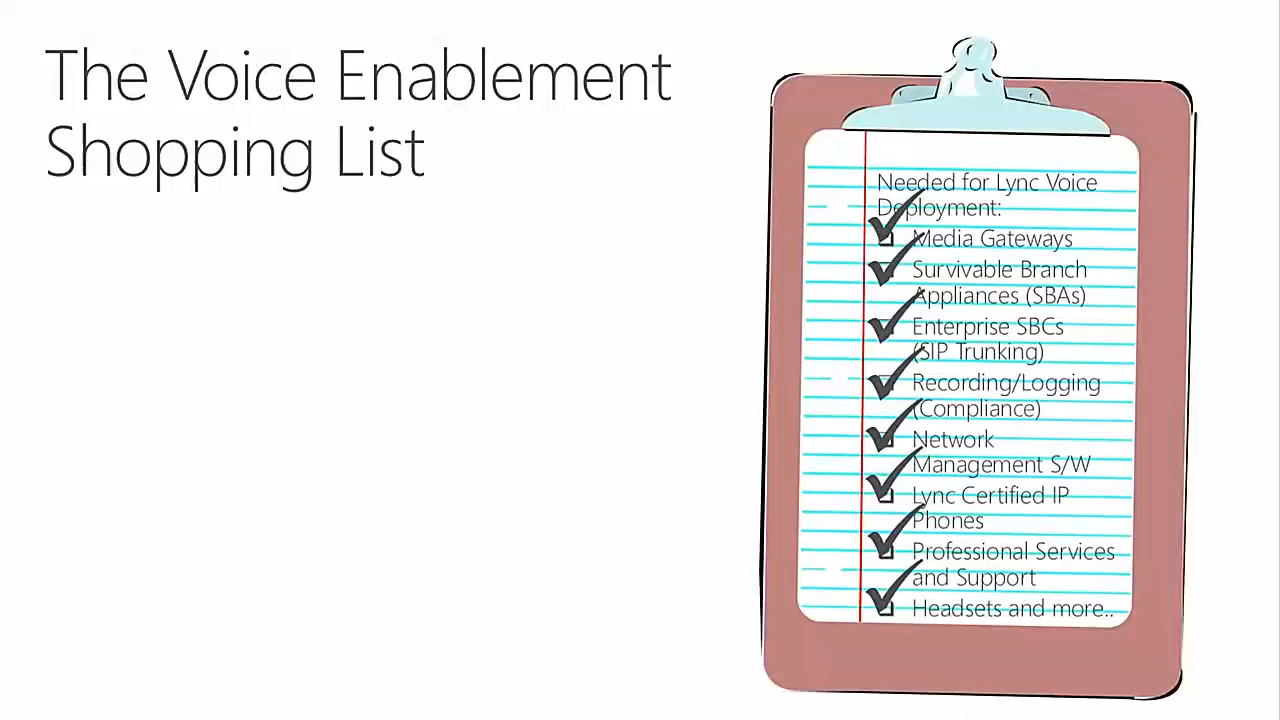 The Voice Enablement
Shopping List
Needed for Lync Voice
Deployment:
Media Gateways
Survivable Branch
Appliances (SBAs)
Enterprise SBCs
(SIP Trunking)
Recording/Logging
(Compliance)
Network
Management S/W
Lync Certified IP
Phones
Professional Services
and Support
Headsets and more..